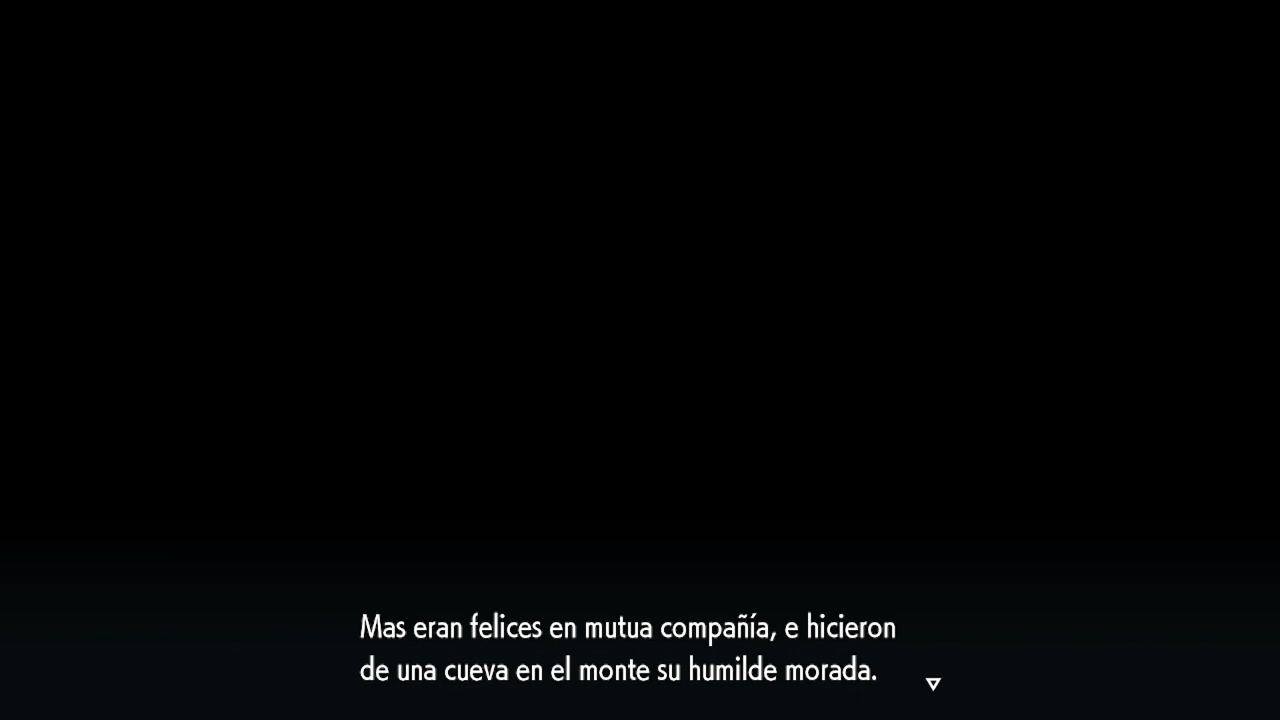 Mas eran felices en mutua compañía, e hicieron
de una cueva en el monte su humilde morada.